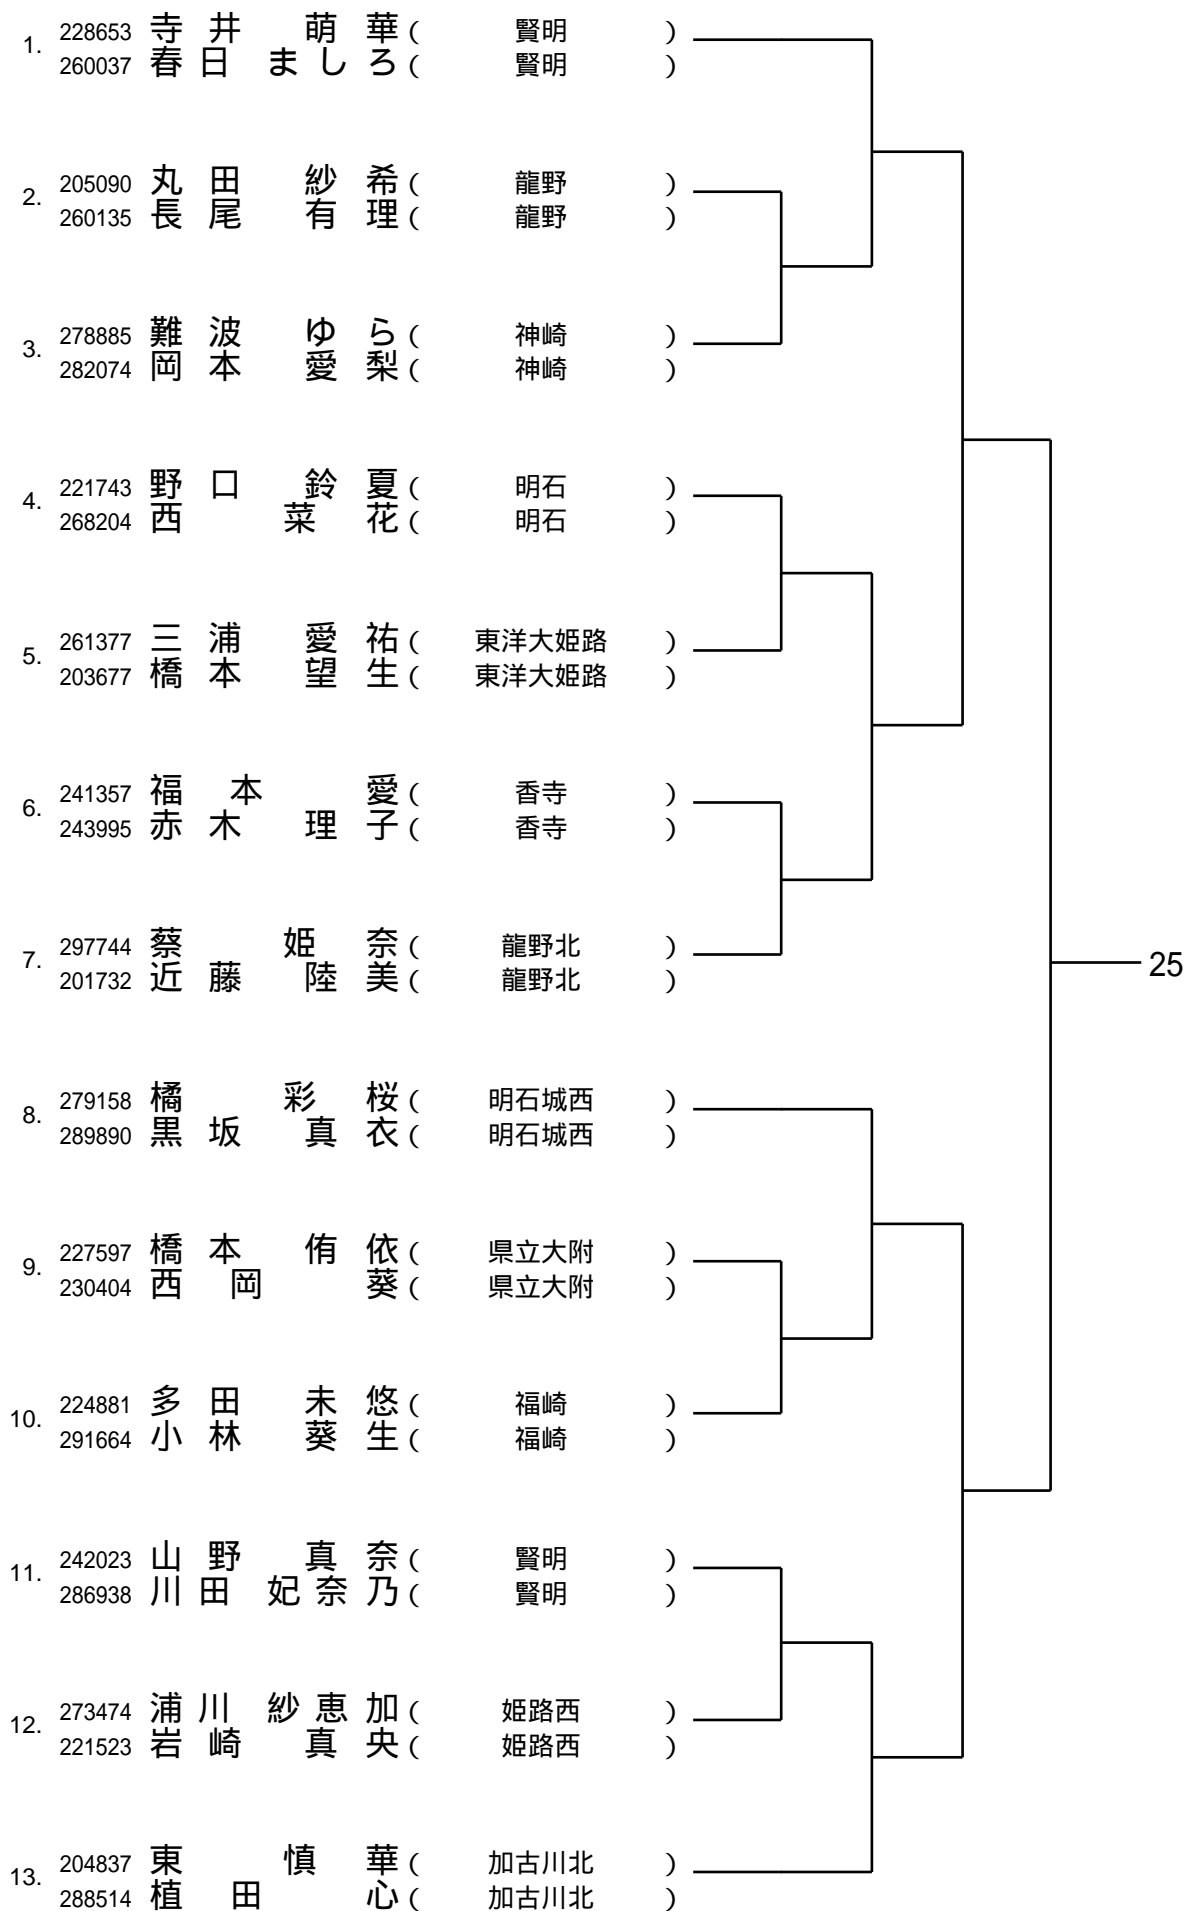 1. 228653 寺井 萌華 ( 賢明 )
260037 春日 ましろ ( 賢明 )
2. 205090 丸田 紗希 ( 龍野 )
260135 長尾 有理 ( 龍野 )
3. 278885 難波 ゆら ( 神崎 )
282074 岡本 愛梨 ( 神崎 )
4. 221743 野口 鈴夏 ( 明石 )
268204 西 菜花 ( 明石 )
5. 261377 三浦 愛祐 ( 東洋大姫路 )
203677 橋本 望生 ( 東洋大姫路 )
6. 241357 福本 愛 ( 香寺 )
243995 赤木 理子 ( 香寺 )
7. 297744 蔡 姫奈 ( 龍野北 )
201732 近藤 陸美 ( 龍野北 )
25
8. 279158 橘 彩桜 ( 明石城西 )
289890 黒坂 真衣 ( 明石城西 )
9. 227597 橋本 侑依 ( 県立大附 )
230404 西岡 葵 ( 県立大附 )
10. 224881 多田 未悠 ( 福崎 )
291664 小林 葵生 ( 福崎 )
11. 242023 山野 真奈 ( 賢明 )
286938 川田 妃奈乃 ( 賢明 )
12. 273474 浦川 紗恵加 ( 姫路西 )
221523 岩崎 真央 ( 姫路西 )
13. 204837 東 慎華 ( 加古川北 )
288514 植田 心 ( 加古川北 )